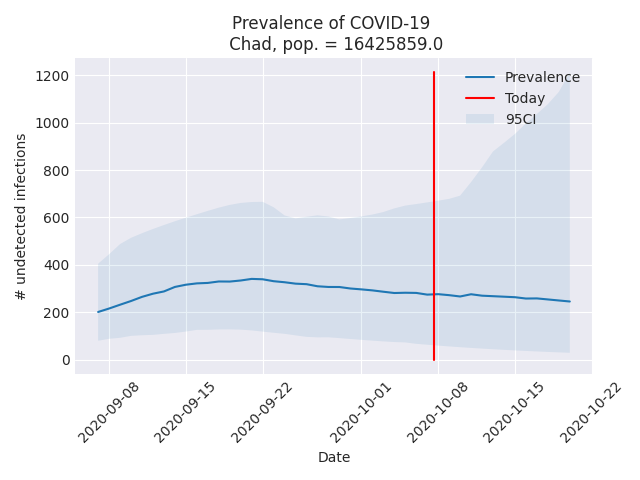 Prevalence of COVID-19
Chad, pop. = 16425859.0
Prevalence
Today
95CI
# undetected infections
1200
1000
800
600
400
200
0
2020-09-08
2020-09-15
2020-09-22
2020-10-01
2020-10-08
2020-10-15
2020-10-22
Date